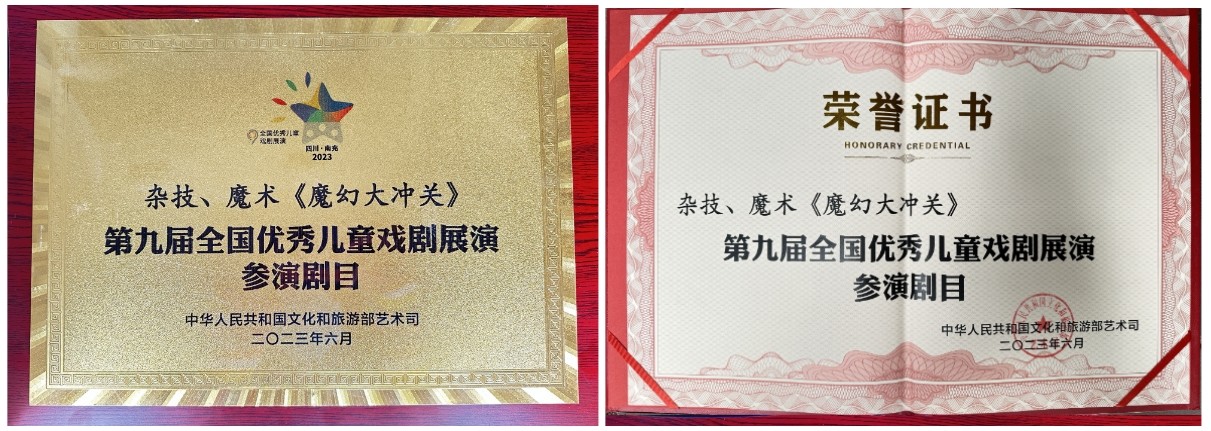 全国优秀儿童
戏剧展演
四川·南充
2023
杂技、魔术《魔幻大冲关》
第九届全国优秀儿童戏剧展演
参演剧目
中华人民共和国文化和旅游部艺术司
二〇二三年六月
荣誉证书
HONORARY CREDENTIAL
杂技、魔术《魔幻大冲关》
第九届全国优秀儿童戏剧展演
参演剧目
中华人民共和国文化和旅游部艺术司
二〇二三年六月